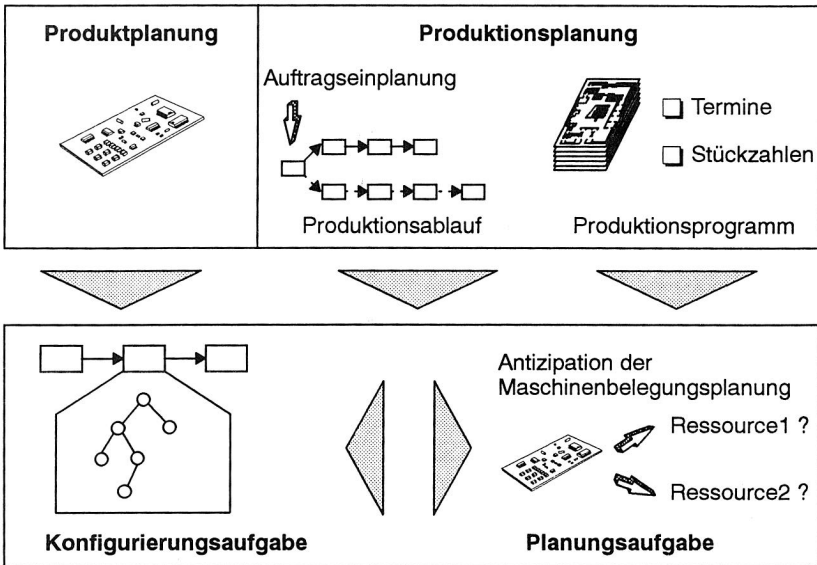 Produktplanung
Produktionsplanung
Auftragseinplanung
Termine
Stückzahlen
Produktionsablauf
Produktionsprogramm
Antizipation der
Maschinenbelegungsplanung
Ressource1 ?
Ressource2 ?
Konfigurierungsaufgabe
Planungsaufgabe